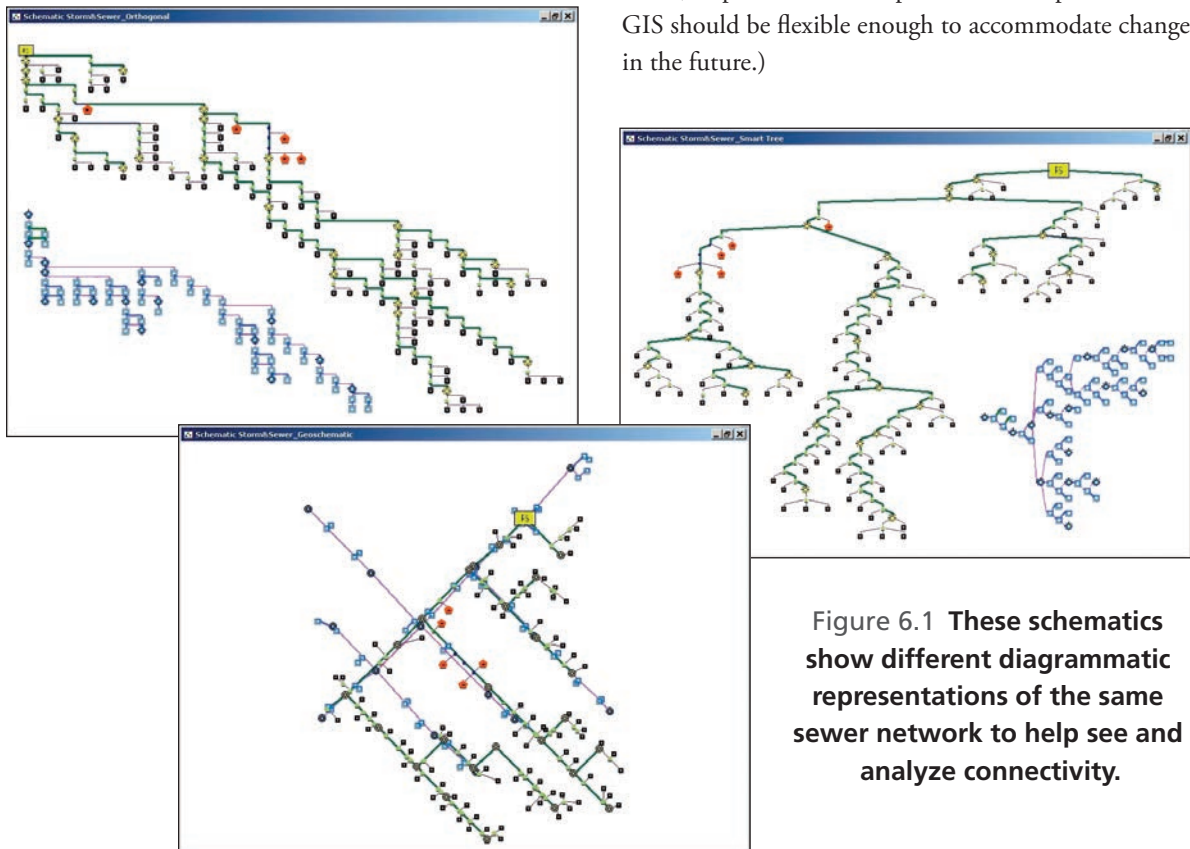 GIS should be flexible enough to accommodate change
in the future.)
Schematic Storm&Sewer_Orthogonal
Schematic Storm&Sewer_Smart Tree
Schematic Storm&Sewer_Geoschematic
Figure 6.1 These schematics
show different diagrammatic
representations of the same
sewer network to help see and
analyze connectivity.